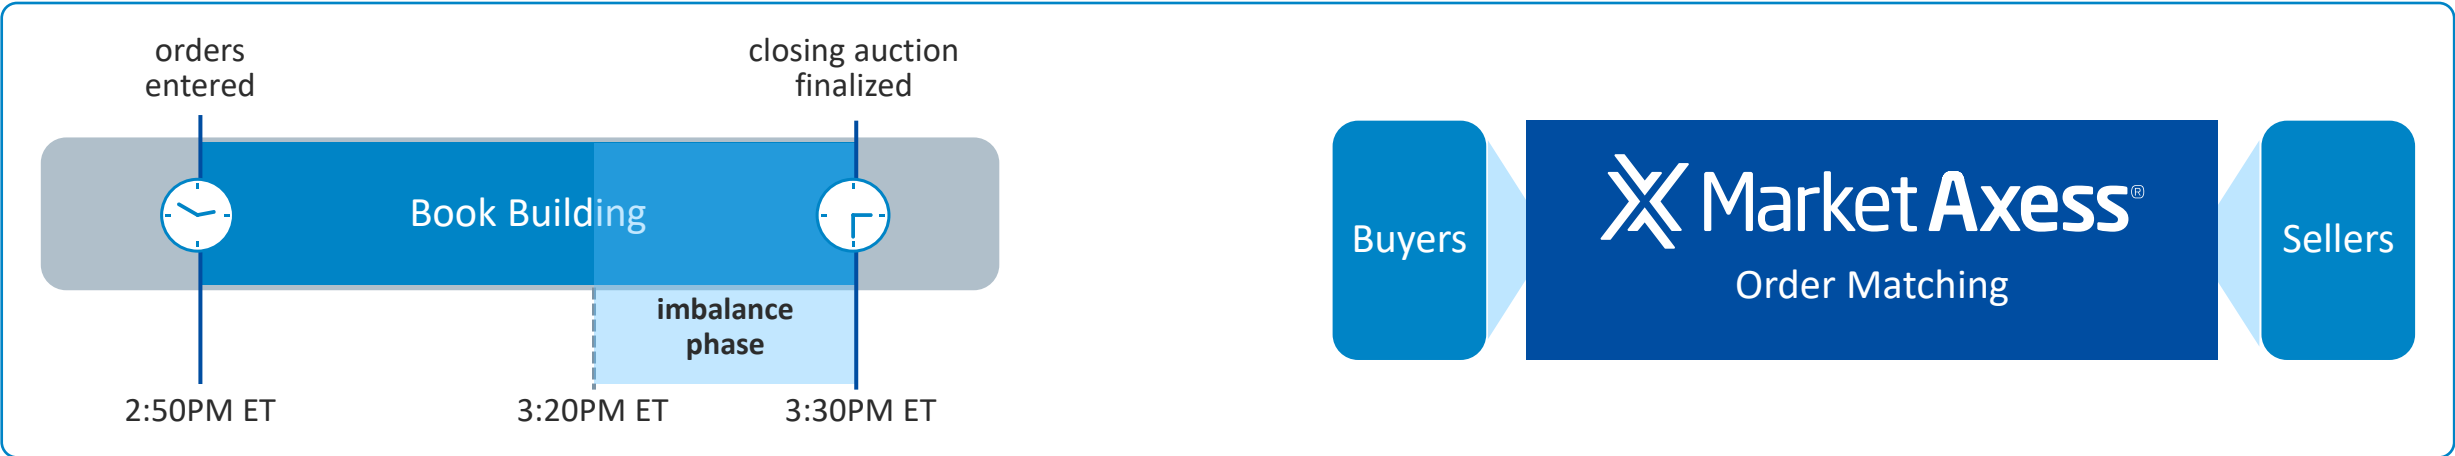 orders
entered
closing auction
finalized
Book Building
imbalance
phase
2:50PM ET
3:20PM ET
3:30PM ET
Buyers
MarketAxess®
Order Matching
Sellers